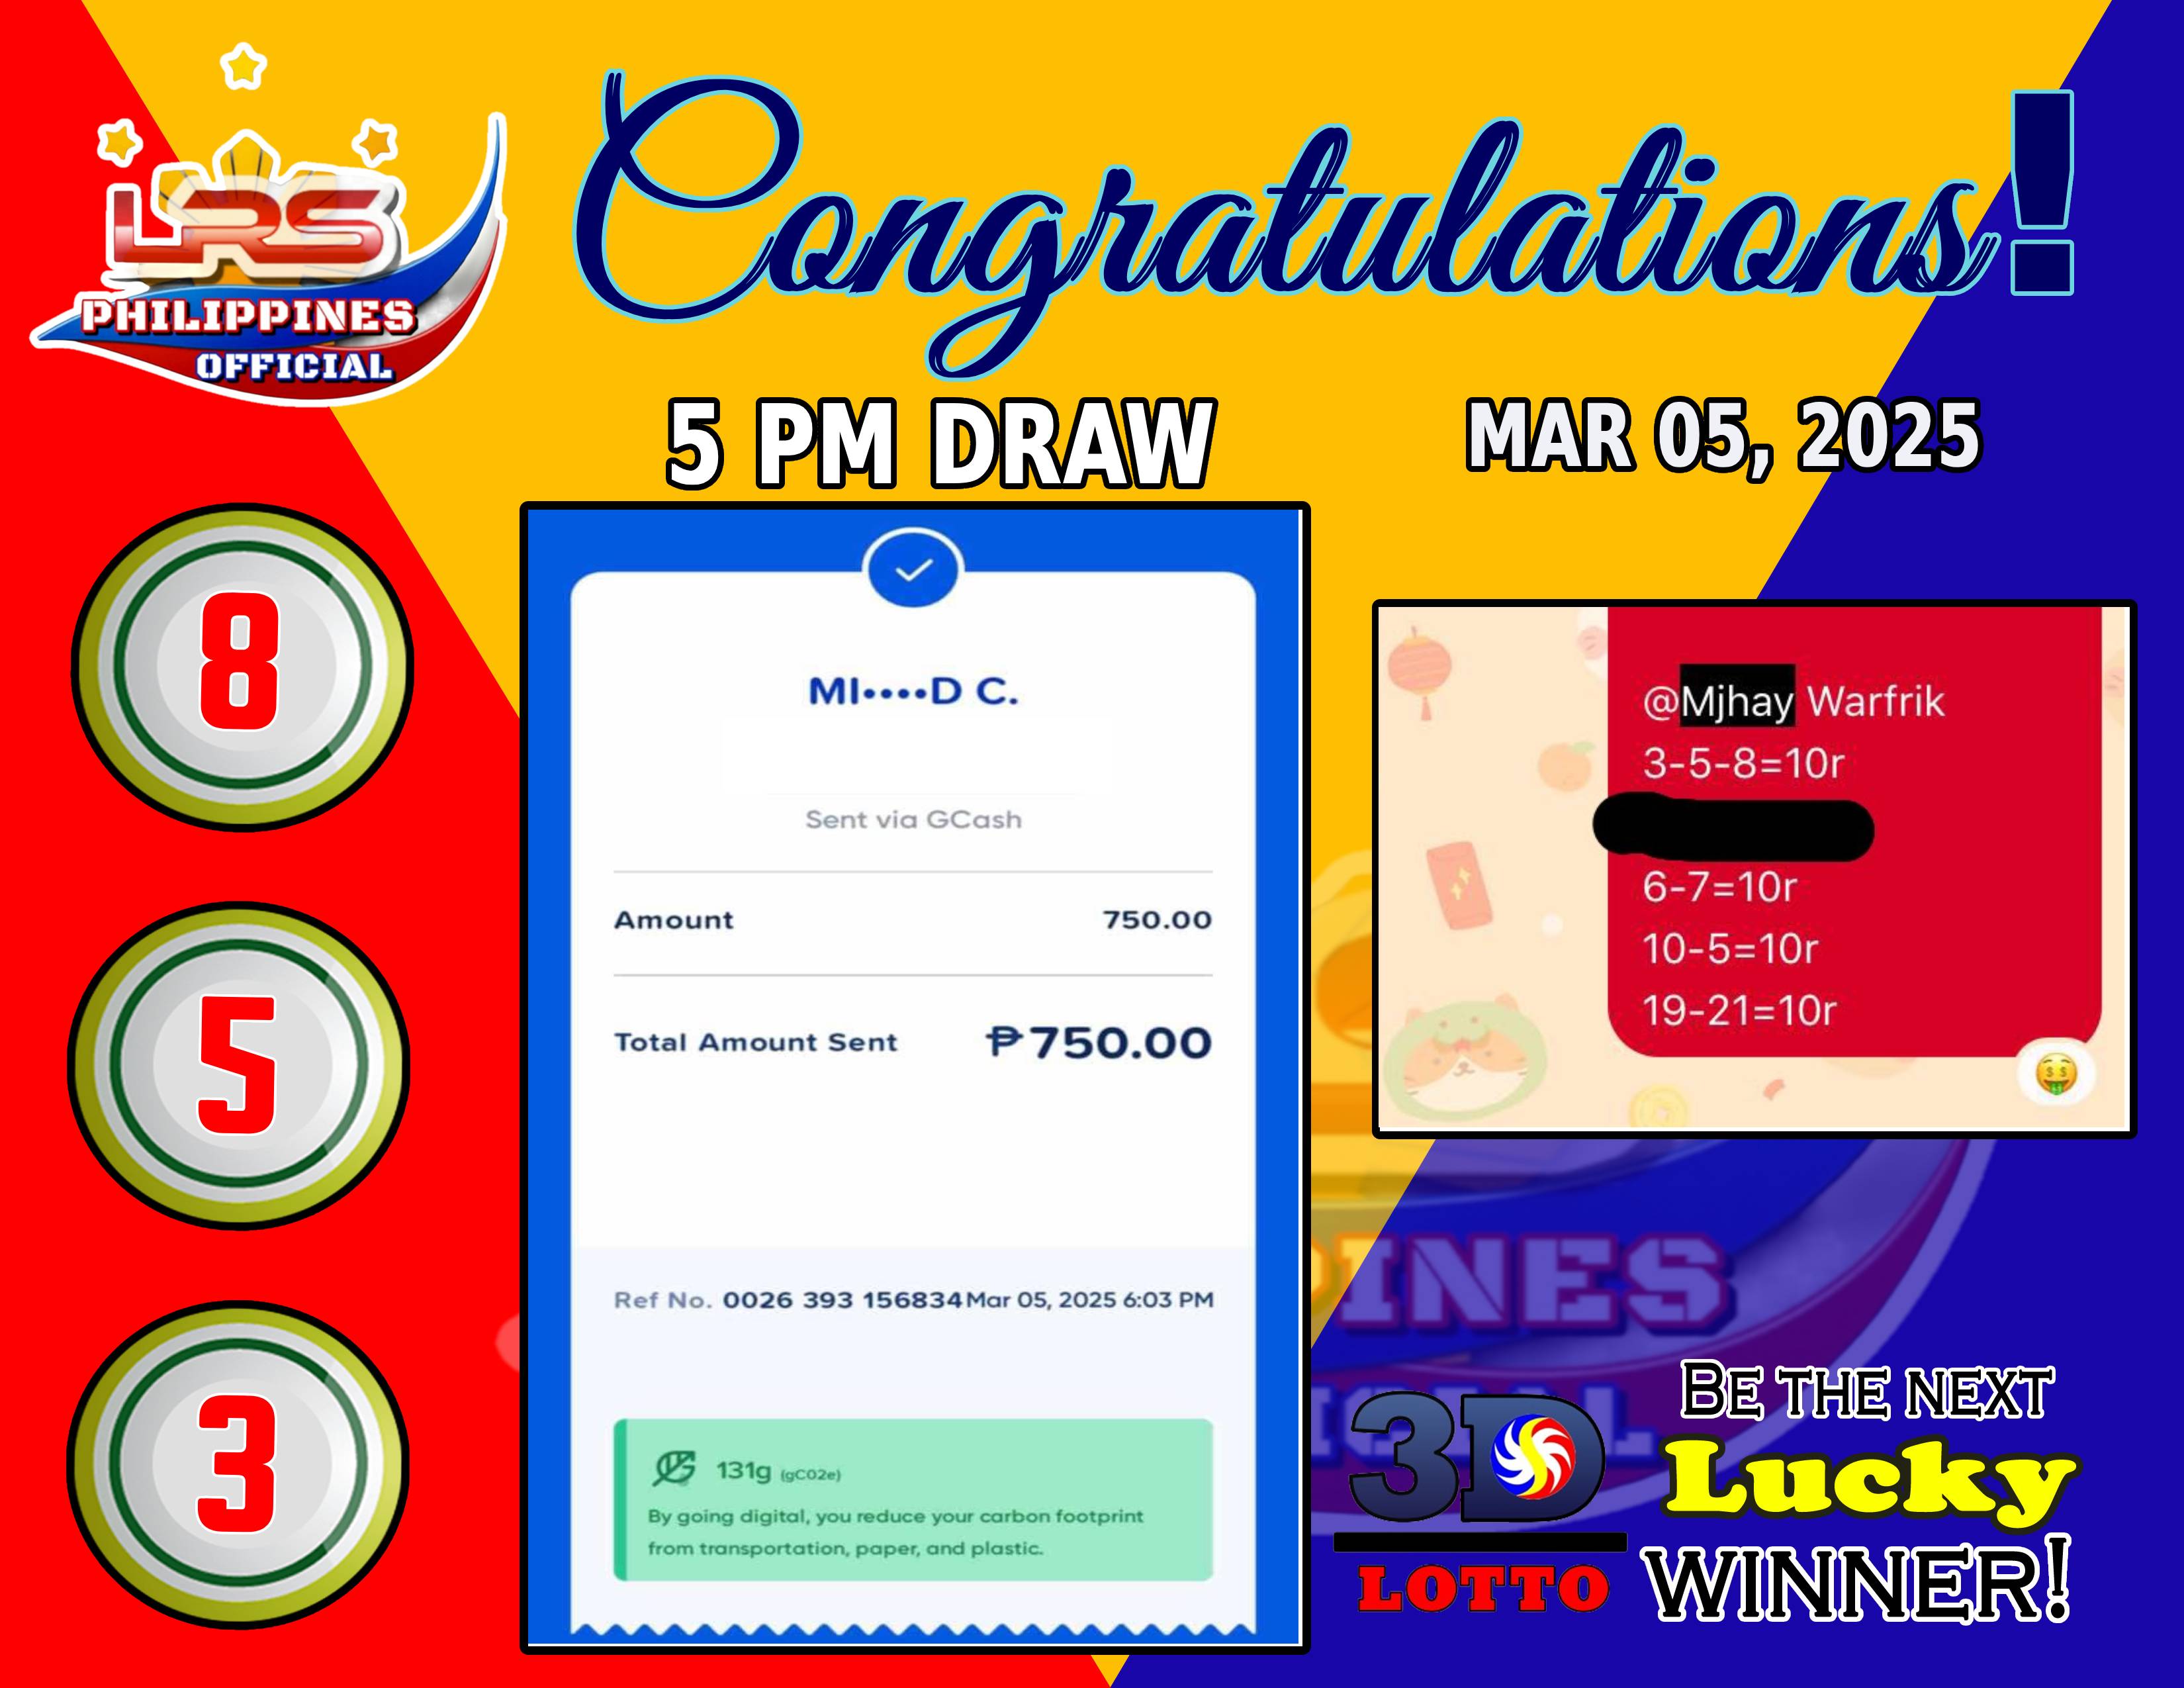 LRS
PHILIPPINES
OFFICIAL
Congratulations!
5 PM DRAW
MAR 05, 2025
8
5
3
MI••••D C.
Sent via GCash
Amount 750.00
Total Amount Sent ₱750.00
Ref No. 0026 393 156834 Mar 05, 2025 6:03 PM
131g (gCO2e)
By going digital, you reduce your carbon footprint
from transportation, paper, and plastic.
@Mjhay Warfrik
3-5-8=10r
6-7=10r
10-5=10r
19-21=10r
PINES
ICIAL
3D
LOTTO
BE THE NEXT
Lucky
WINNER!